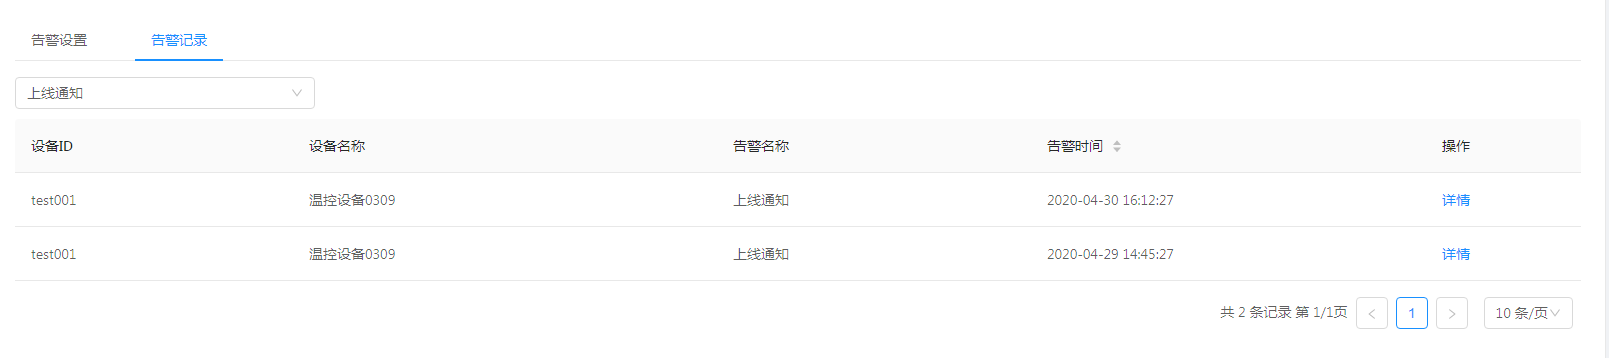 告警设置 告警记录
上线通知
设备ID 设备名称 告警名称 告警时间 操作
test001 温控设备0309 上线通知 2020-04-30 16:12:27 详情
test001 温控设备0309 上线通知 2020-04-29 14:45:27 详情
共 2 条记录 第 1/1页 < 1 > 10 条/页